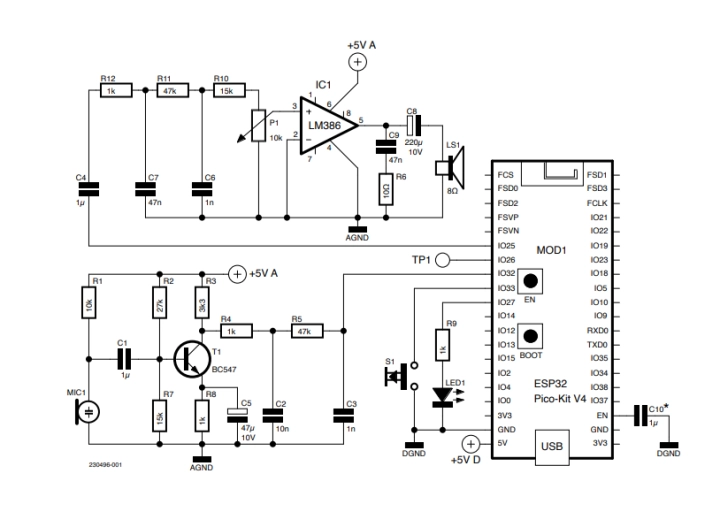 +5V A
R12
R11
R10
1k
47k
15k
IC1
P1
10k
3
+
2
–
1
6
8
LM386
5
7
4
C8
220µ
10V
C9
47n
R6
10Ω
LS1
8Ω
C4
1µ
C7
47n
C6
1n
AGND
TP1
FCS
FSD0
FSD2
FSVP
FSVN
IO25
IO26
IO32
IO33
IO27
IO14
IO12
IO13
IO15
IO2
IO4
IO0
3V3
GND
5V
MOD1
EN
BOOT
ESP32
Pico-Kit V4
USB
FSD1
FSD3
FCLK
IO21
IO22
IO19
IO23
IO18
IO5
IO10
IO9
RXD0
TXD0
IO35
IO34
IO38
IO37
EN
GND
3V3
+5V A
R1
10k
R2
27k
R3
3k3
R4
1k
R5
47k
C1
1µ
T1
BC547
MIC1
R7
15k
R8
1k
C5
47µ
10V
C2
10n
C3
1n
AGND
230496-001
R9
1k
S1
LED1
DGND
+5V D
C10*
1µ
DGND